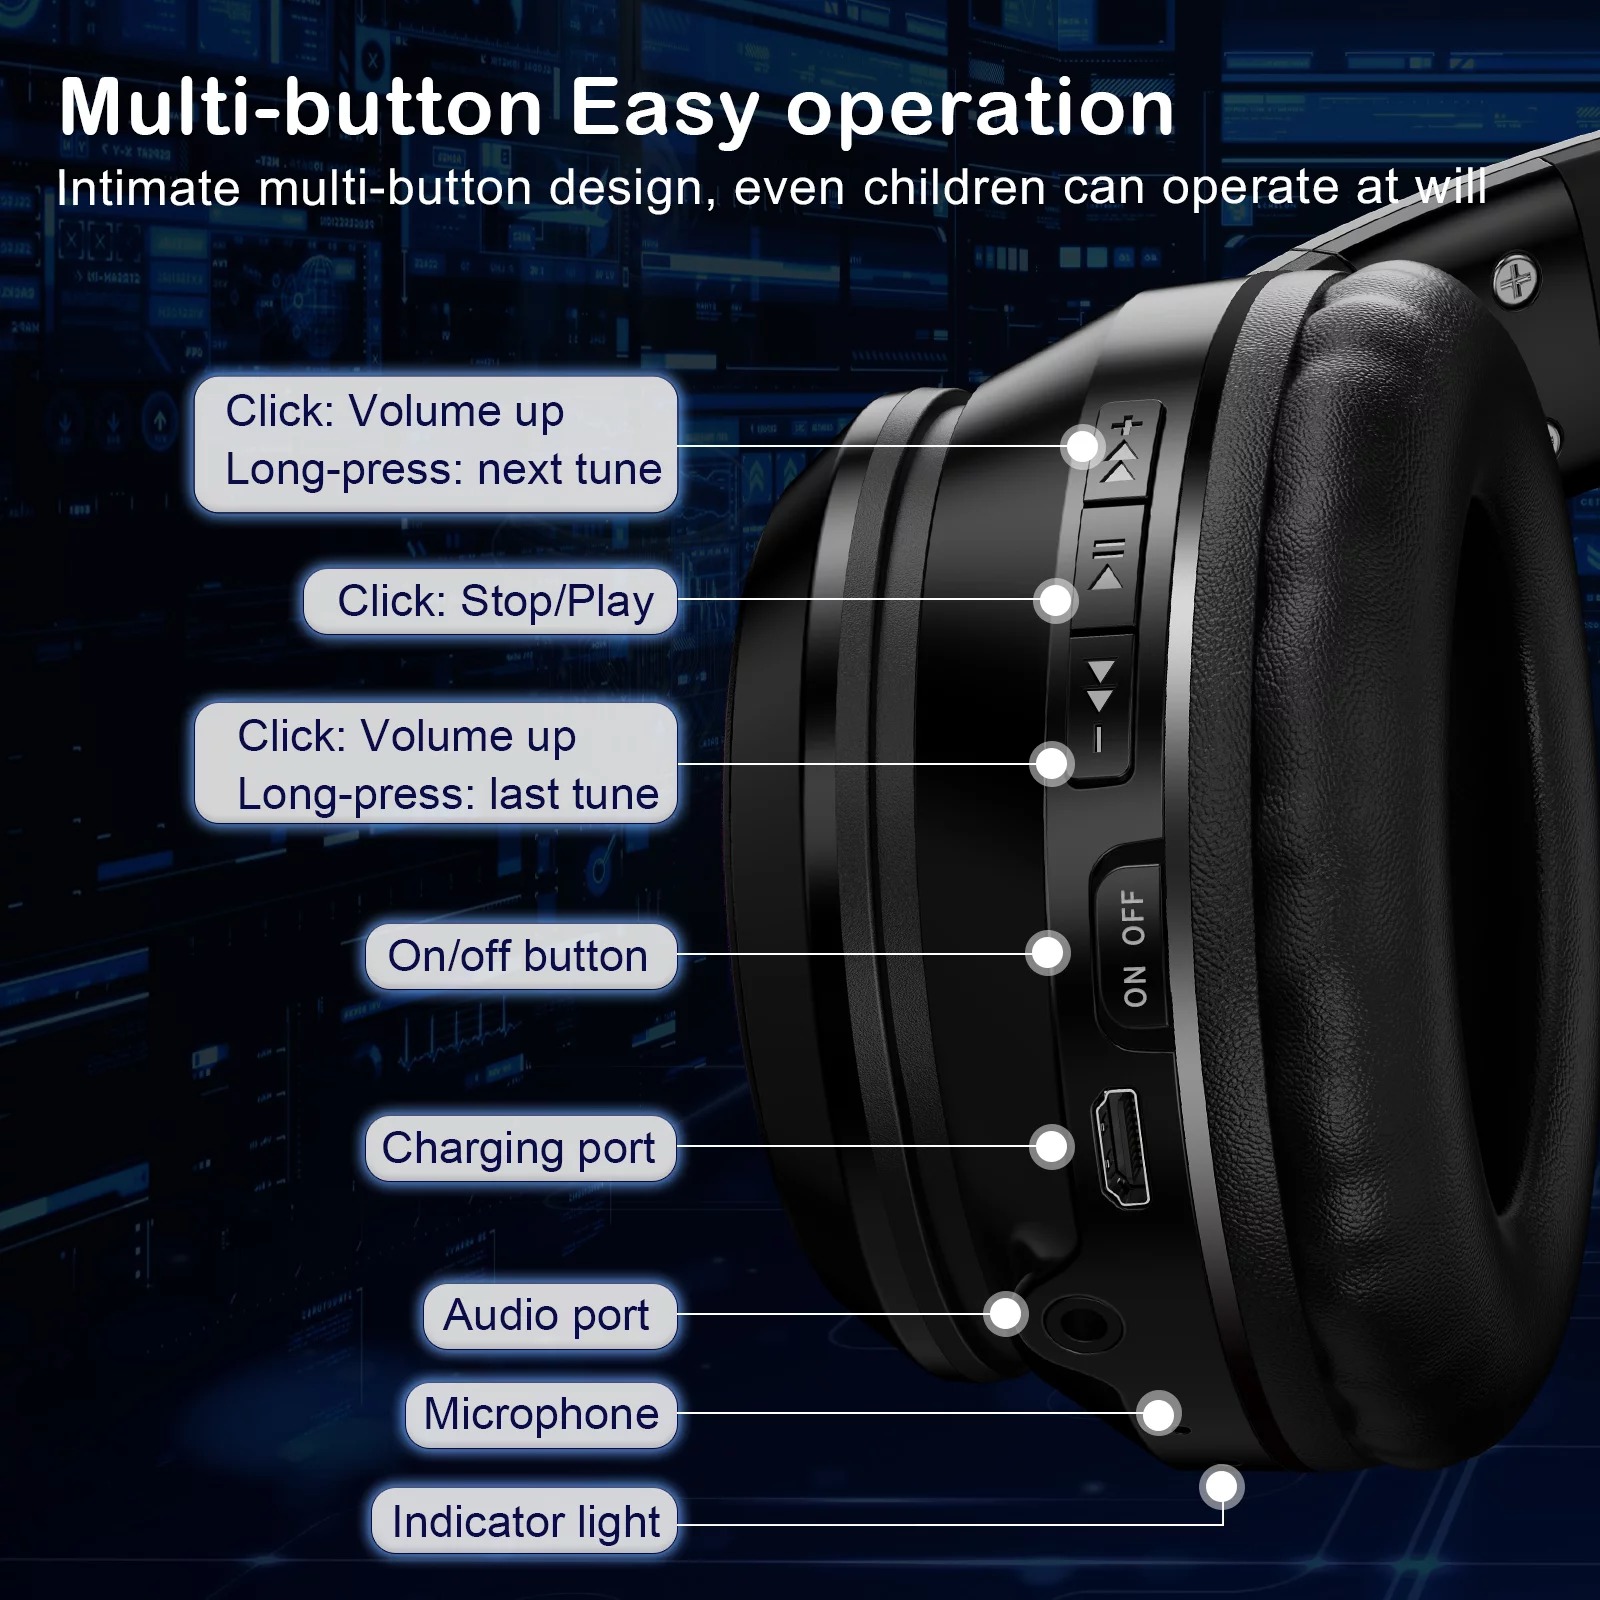 Multi-button Easy operation
Intimate multi-button design, even children can operate at will
Click: Volume up
Long-press: next tune
Click: Stop/Play
Click: Volume up
Long-press: last tune
On/off button
ON OFF
Charging port
Audio port
Microphone
Indicator light